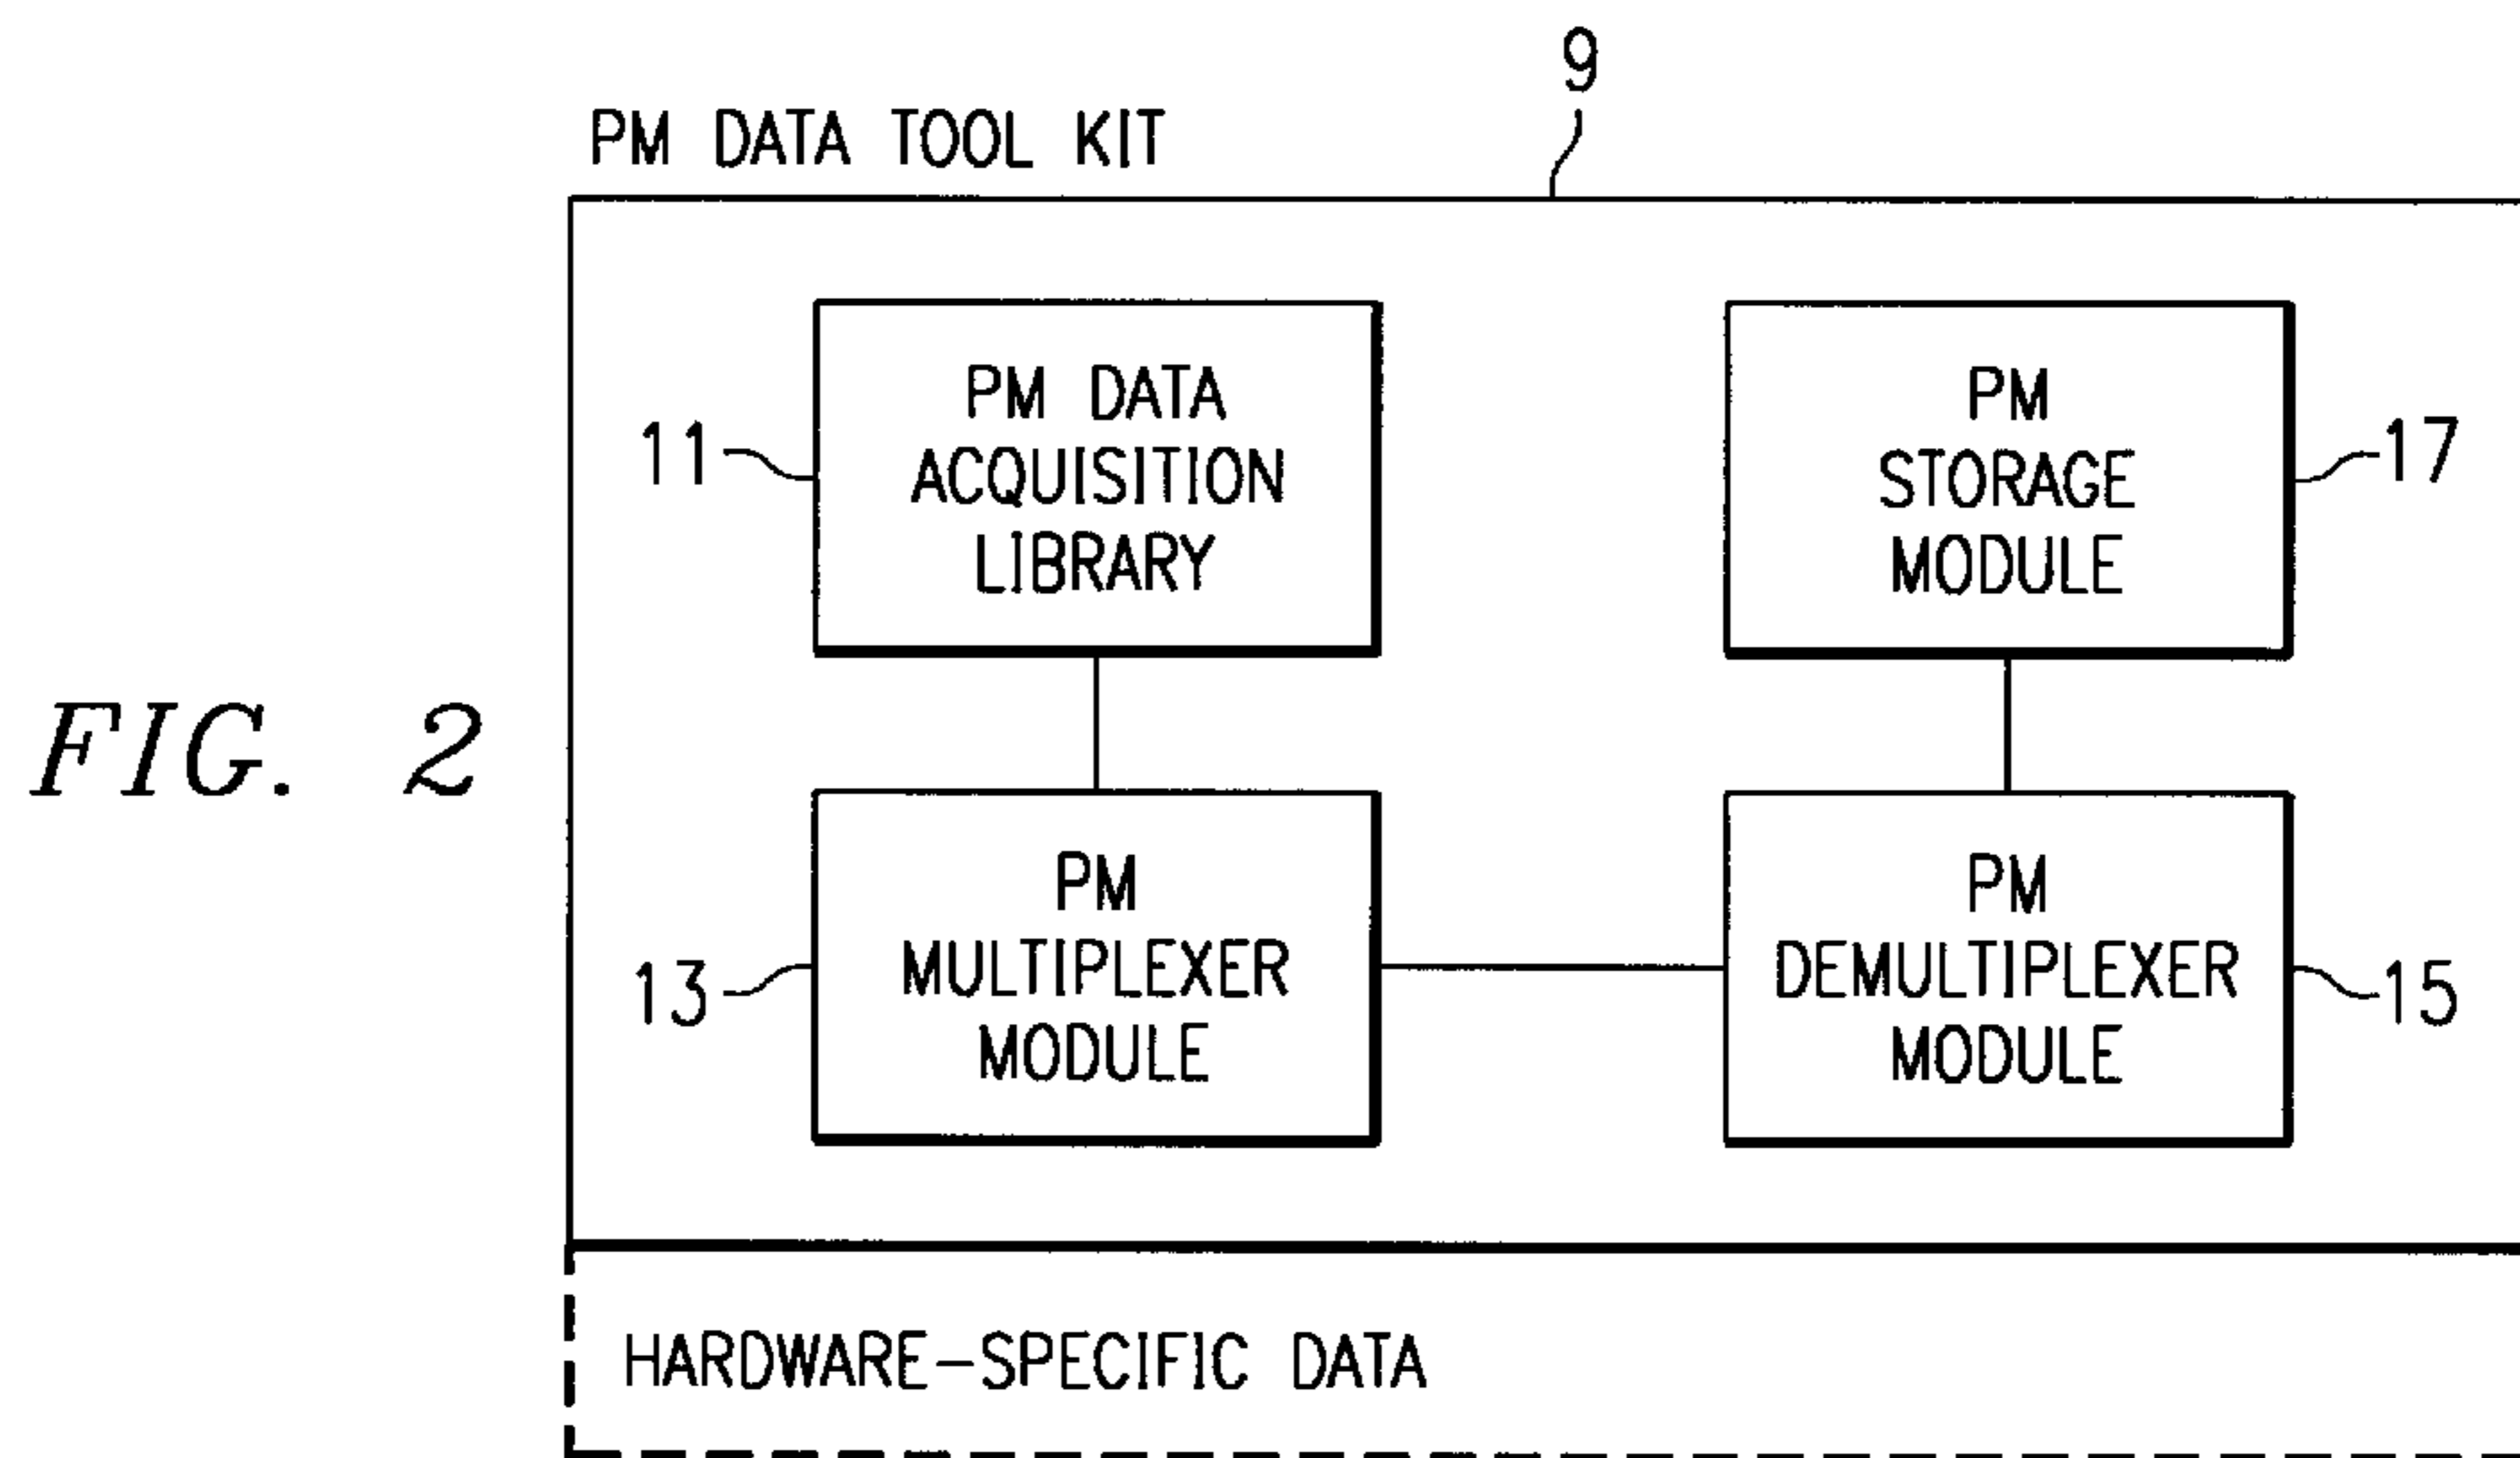 9
PM DATA TOOL KIT
PM DATA
ACQUISITION
LIBRARY
11
PM
STORAGE
MODULE
17
FIG. 2
PM
MULTIPLEXER
MODULE
13
PM
DEMULTIPLEXER
MODULE
15
HARDWARE-SPECIFIC DATA